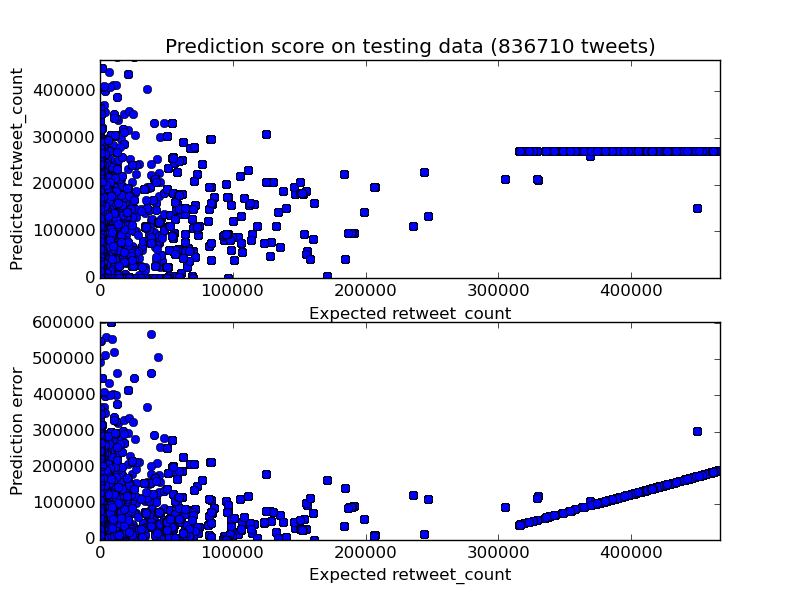 Prediction score on testing data (836710 tweets)
Predicted retweet_count
400000
300000
200000
100000
0
0 100000 200000 300000 400000
Expected retweet_count
Prediction error
600000
500000
400000
300000
200000
100000
0
0 100000 200000 300000 400000
Expected retweet_count